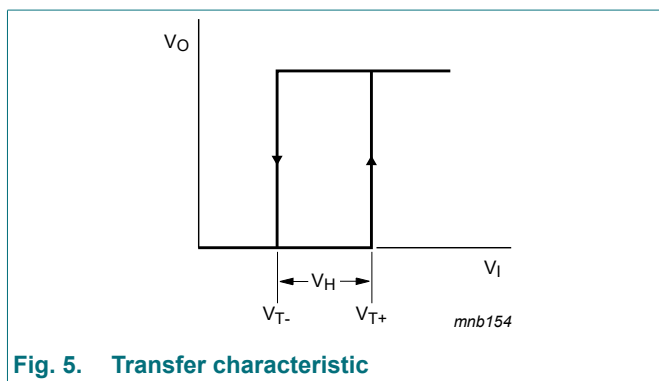 VO
VH
VI
VT-
VT+
mnb154
Fig. 5. Transfer characteristic